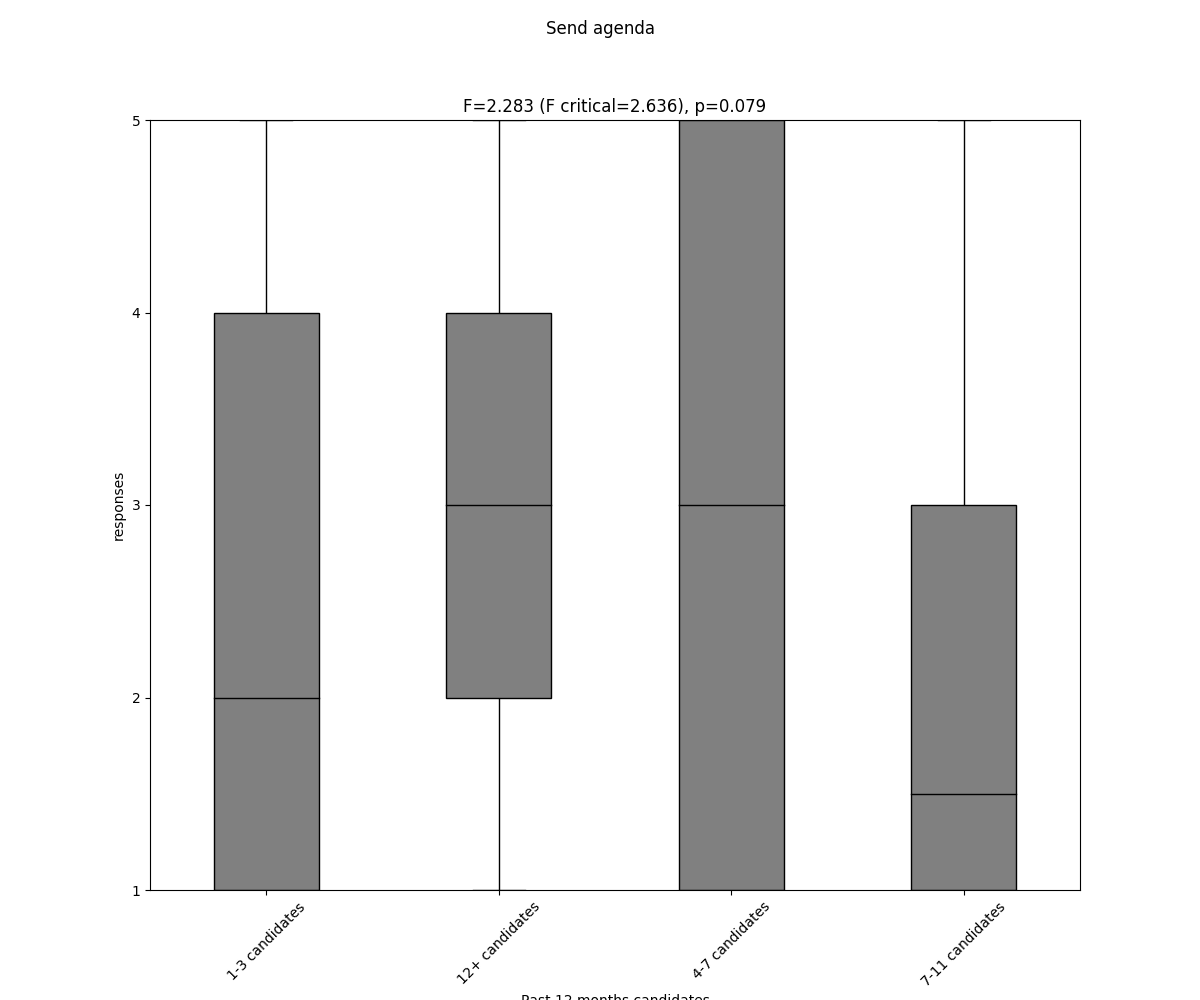 Send agenda
F=2.283 (F critical=2.636), p=0.079
5
4
3
2
1
responses
1-3 candidates
12+ candidates
4-7 candidates
7-11 candidates
Past 12 months candidates